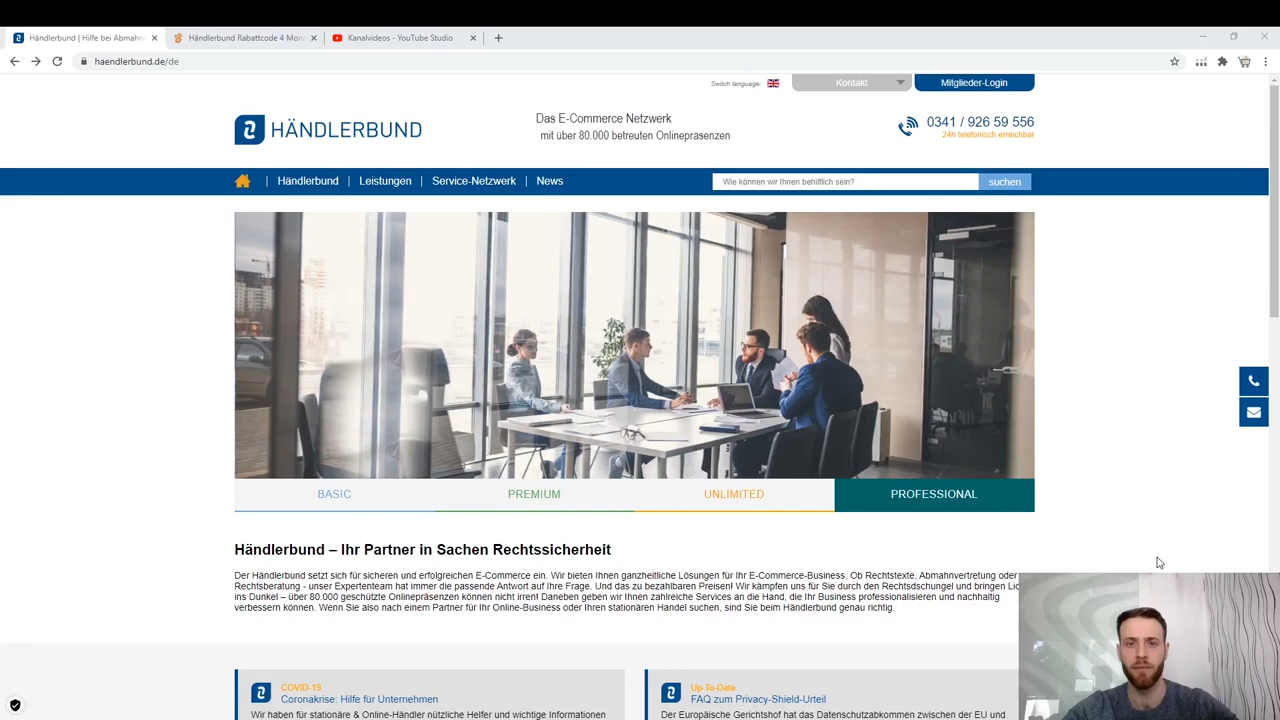 Händlerbund | Hilfe bei Abmahn
Händlerbund Rabattcode 4 Mon
Kanalvideos - YouTube Studio
haendlerbund.de/de
Switch language:
Kontakt
Mitglieder-Login
HÄNDLERBUND
Das E-Commerce Netzwerk
mit über 80.000 betreuten Onlinepräsenzen
0341 / 926 59 556
24h telefonisch erreichbar
Händlerbund
Leistungen
Service-Netzwerk
News
Wie können wir Ihnen behilflich sein?
suchen
BASIC
PREMIUM
UNLIMITED
PROFESSIONAL
Händlerbund – Ihr Partner in Sachen Rechtssicherheit
Der Händlerbund setzt sich für sicheren und erfolgreichen E-Commerce ein. Wir bieten Ihnen ganzheitliche Lösungen für Ihr E-Commerce-Business. Ob Rechtstexte, Abmahnvertretung oder
Rechtsberatung - unser Expertenteam hat immer die passende Antwort auf Ihre Frage. Und das zu bezahlbaren Preisen! Wir kämpfen uns für Sie durch den Rechtsdschungel und bringen Lic
ins Dunkel – über 80.000 geschützte Onlinepräsenzen können nicht irren! Daneben geben wir Ihnen zahlreiche Services an die Hand, die Ihr Business professionalisieren und nachhaltig
verbessern können. Wenn Sie also nach einem Partner für Ihr Online-Business oder Ihren stationären Handel suchen, sind Sie beim Händlerbund genau richtig.
COVID-19
Coronakrise: Hilfe für Unternehmen
Wir haben für stationäre & Online-Händler nützliche Helfer und wichtige Informationen
Up-To-Date
FAQ zum Privacy-Shield-Urteil
Der Europäische Gerichtshof hat das Datenschutzabkommen zwischen der EU und